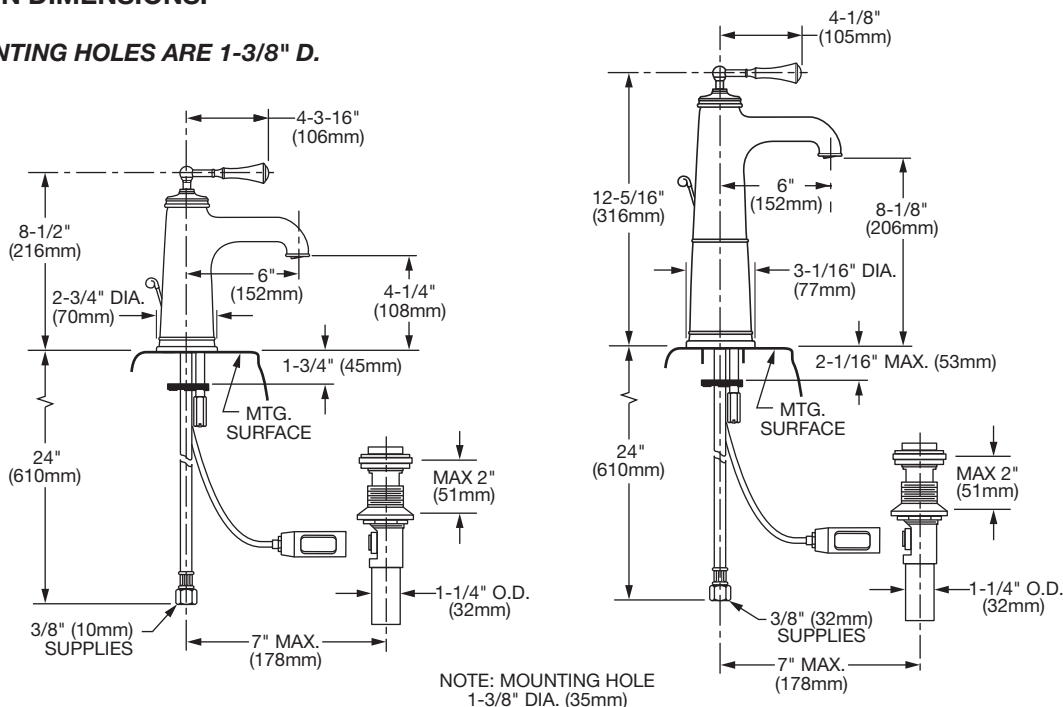 N DIMENSIONS.
NTING HOLES ARE 1-3/8" D.
4-3-16"
(106mm)
8-1/2"
(216mm)
6"
(152mm)
2-3/4" DIA.
(70mm)
4-1/4"
(108mm)
1-3/4" (45mm)
MTG.
SURFACE
24"
(610mm)
MAX 2"
(51mm)
1-1/4" O.D.
(32mm)
3/8" (10mm)
SUPPLIES
7" MAX.
(178mm)
4-1/8"
(105mm)
12-5/16"
(316mm)
6"
(152mm)
8-1/8"
(206mm)
3-1/16" DIA.
(77mm)
2-1/16" MAX. (53mm)
MTG.
SURFACE
24"
(610mm)
MAX 2"
(51mm)
1-1/4" O.D.
(32mm)
3/8" (32mm)
SUPPLIES
7" MAX.
(178mm)
NOTE: MOUNTING HOLE
1-3/8" DIA. (35mm)